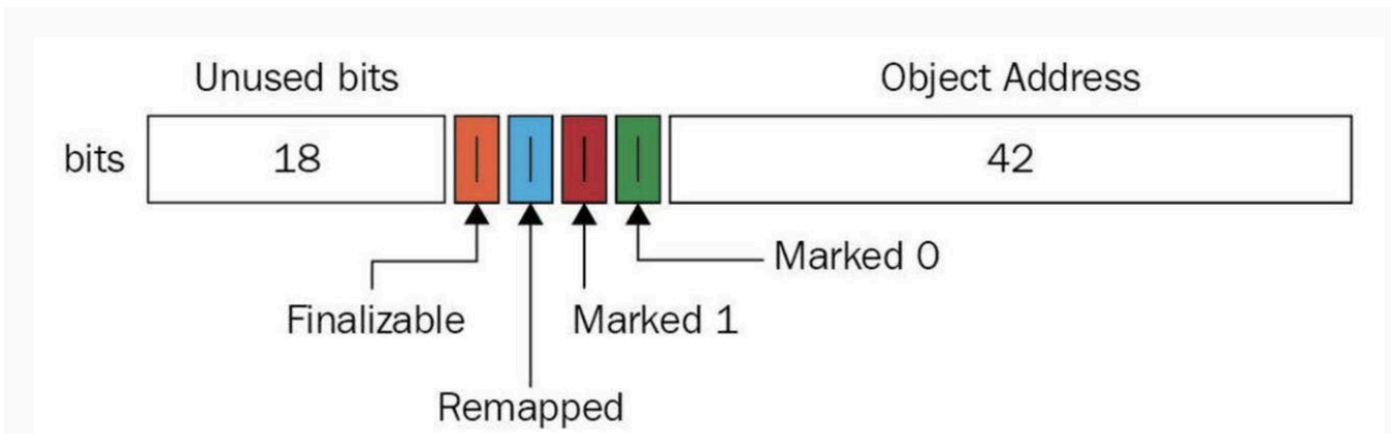 Unused bits
Object Address
bits
18
42
Marked 0
Finalizable
Marked 1
Remapped